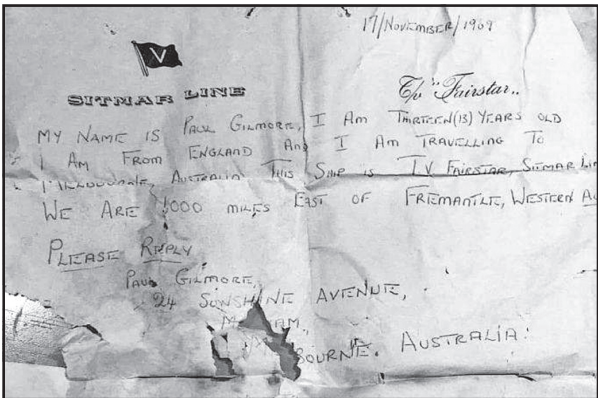 17/NOVEMBER/1969
V
SITMAR LINE
T/V "Fairstar"
MY NAME IS PAUL GILMORE, I AM THIRTEEN (13) YEARS OLD
I AM FROM ENGLAND AND I AM TRAVELLING TO
MELBOURNE, AUSTRALIA THIS SHIP IS TV FAIRSTAR, SITMAR
WE ARE 1000 MILES EAST OF FREMANTLE, WESTERN
PLEASE REPLY
PAUL GILMORE,
24 SUNSHINE AVENUE,
BOURNE. AUSTRALIA.